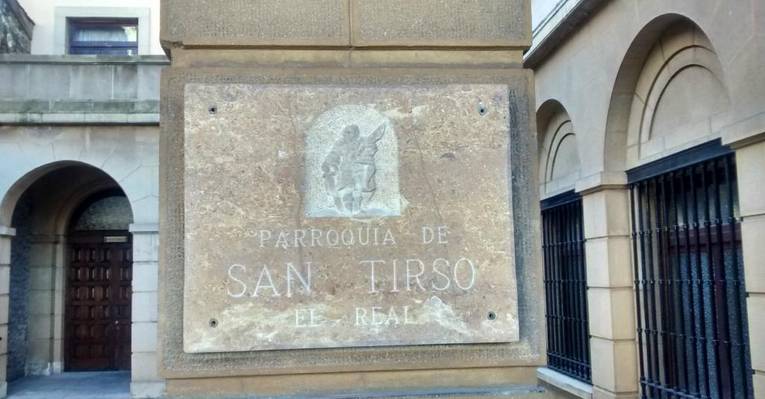 PARROQUIA DE
SAN TIRSO
EL REAL